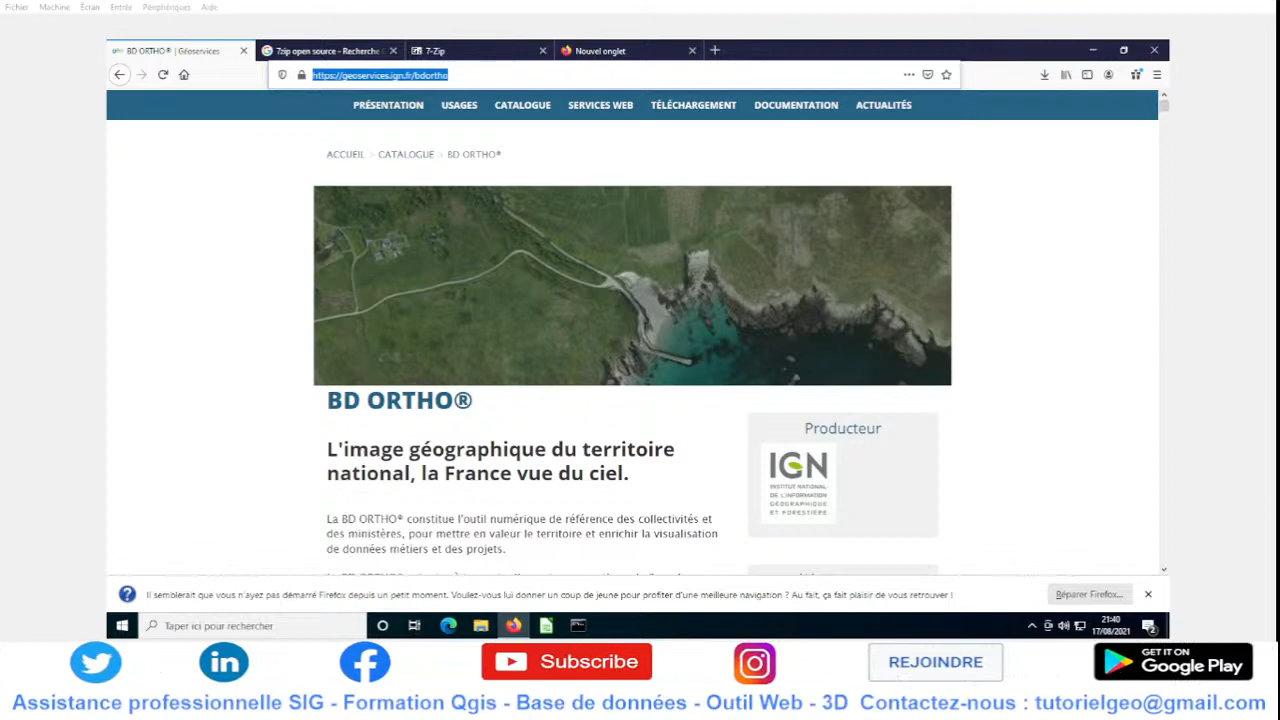 Fichier Machine Écran Entrée Périphériques Aide
BD ORTHO® | Géoservices
7zip open source - Recherche
7-Zip
Nouvel onglet
https://geoservices.ign.fr/bdortho
PRÉSENTATION USAGES CATALOGUE SERVICES WEB TÉLÉCHARGEMENT DOCUMENTATION ACTUALITÉS
ACCUEIL > CATALOGUE > BD ORTHO®
BD ORTHO®
L'image géographique du territoire
national, la France vue du ciel.
La BD ORTHO® constitue l'outil numérique de référence des collectivités et
des ministères, pour mettre en valeur le territoire et enrichir la visualisation
de données métiers et des projets.
Producteur
IGN
INSTITUT NATIONAL
DE L'INFORMATION
GÉOGRAPHIQUE
ET FORESTIÈRE
Il semblerait que vous n'ayez pas démarré Firefox depuis un petit moment. Voulez-vous lui donner un coup de jeune pour profiter d'une meilleure navigation ? Au fait, ça fait plaisir de vous retrouver !
Réparer Firefox...
Taper ici pour rechercher
21:40
17/08/2021
2
Subscribe
REJOINDRE
GET IT ON
Google Play
Assistance professionnelle SIG - Formation Qgis - Base de données - Outil Web - 3D Contactez-nous : tutorielgeo@gmail.com